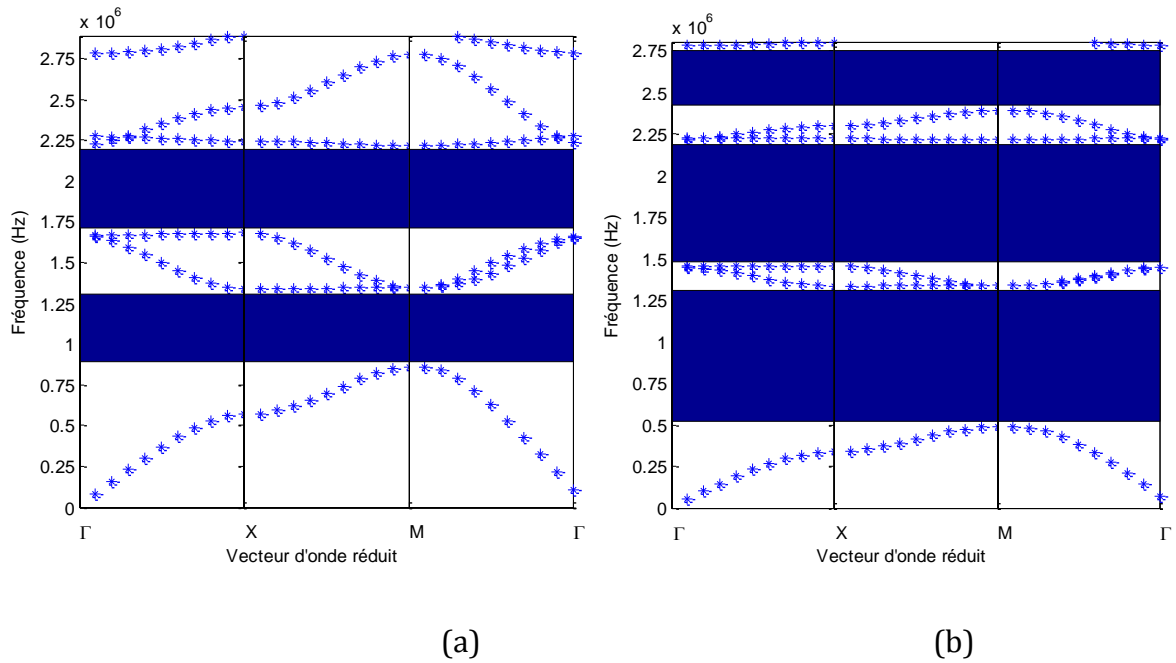 x 10^6
2.75
2.5
2.25
2
1.75
1.5
1.25
1
0.75
0.5
0.25
0
Fréquence (Hz)
Γ X M Γ
Vecteur d'onde réduit
(a)
x 10^6
2.75
2.5
2.25
2
1.75
1.5
1.25
1
0.75
0.5
0.25
0
Fréquence (Hz)
Γ X M Γ
Vecteur d'onde réduit
(b)